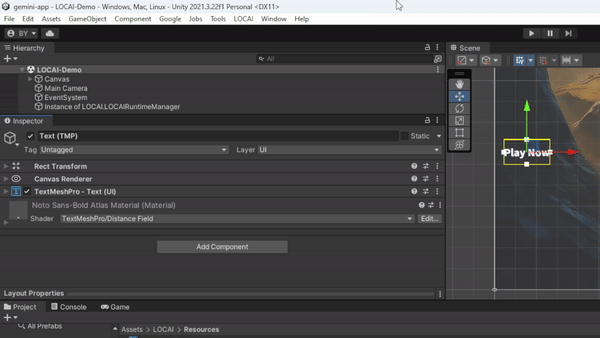 gemini-app - LOCAI-Demo - Windows, Mac, Linux - Unity 2021.3.22f1 Personal <DX11>
File Edit Assets GameObject Component Google Jobs Tools LOCAI Window Help
BY
Hierarchy
All
LOCAI-Demo
Canvas
Main Camera
EventSystem
Instance of LOCAI.LOCAIRuntimeManager
Inspector
Text (TMP) Static
Tag Untagged Layer UI
Rect Transform
Canvas Renderer
TextMeshPro - Text (UI)
Noto Sans-Bold Atlas Material (Material)
Shader TextMeshPro/Distance Field Edit...
Add Component
Layout Properties
Scene
Play Now
Project Console Game
All Prefabs
Assets > LOCAI > Resources